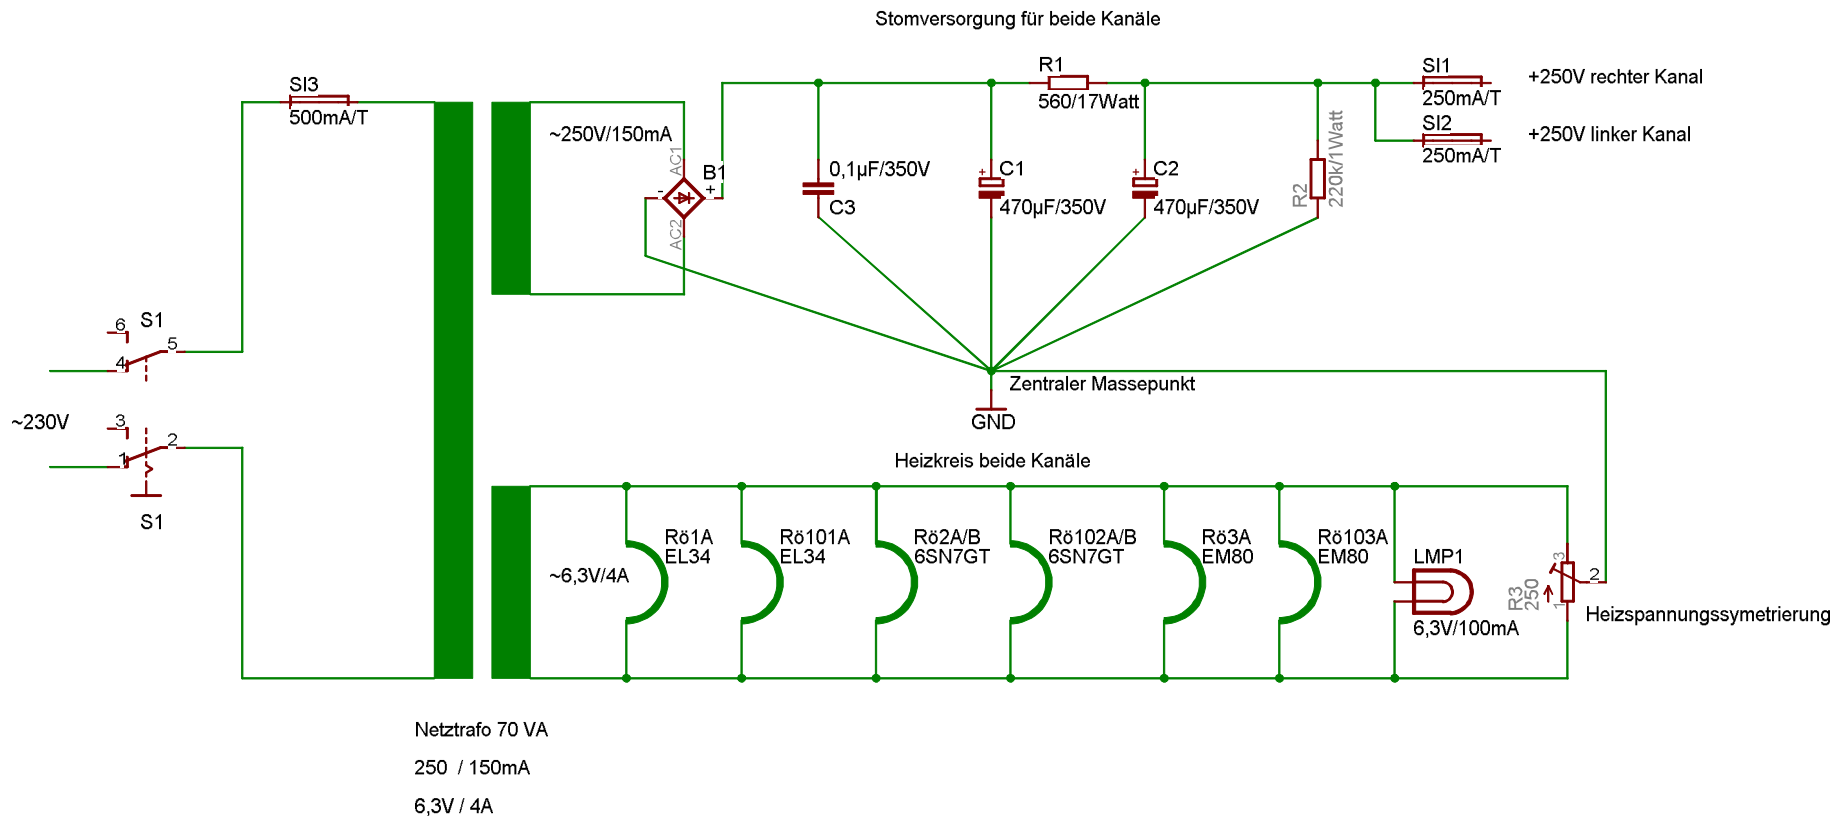 Stomversorgung für beide Kanäle
SI3
500mA/T
~250V/150mA
AC1
B1
-
+
AC2
0,1µF/350V
C3
+
C1
470µF/350V
R1
560/17Watt
+
C2
470µF/350V
R2
220k/1Watt
SI1
250mA/T
+250V rechter Kanal
SI2
250mA/T
+250V linker Kanal
6
S1
5
4
~230V
3
2
1
S1
Zentraler Massepunkt
GND
Heizkreis beide Kanäle
~6,3V/4A
Rö1A
EL34
Rö101A
EL34
Rö2A/B
6SN7GT
Rö102A/B
6SN7GT
Rö3A
EM80
Rö103A
EM80
LMP1
6,3V/100mA
R3
250
3
2
1
Heizspannungssymetrierung
Netztrafo 70 VA
250 / 150mA
6,3V / 4A